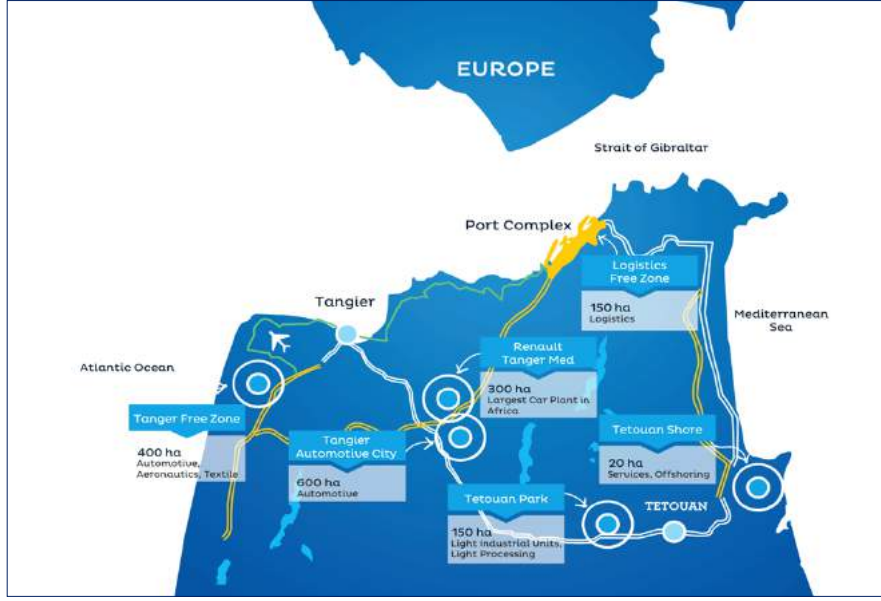 EUROPE
Strait of Gibraltar
Port Complex
Logistics
Free Zone
150 ha
Logistics
Tangier
Mediterranean
Sea
Atlantic Ocean
Renault
Tanger Med
300 ha
Largest Car Plant in
Africa
Tanger Free Zone
400 ha
Automotive,
Aeronautics, Textile
Tangier
Automotive City
600 ha
Automotive
Tetouan Shore
20 ha
Services, Offshoring
Tetouan Park
150 ha
Light Industrial Units,
Light Processing
TETOUAN